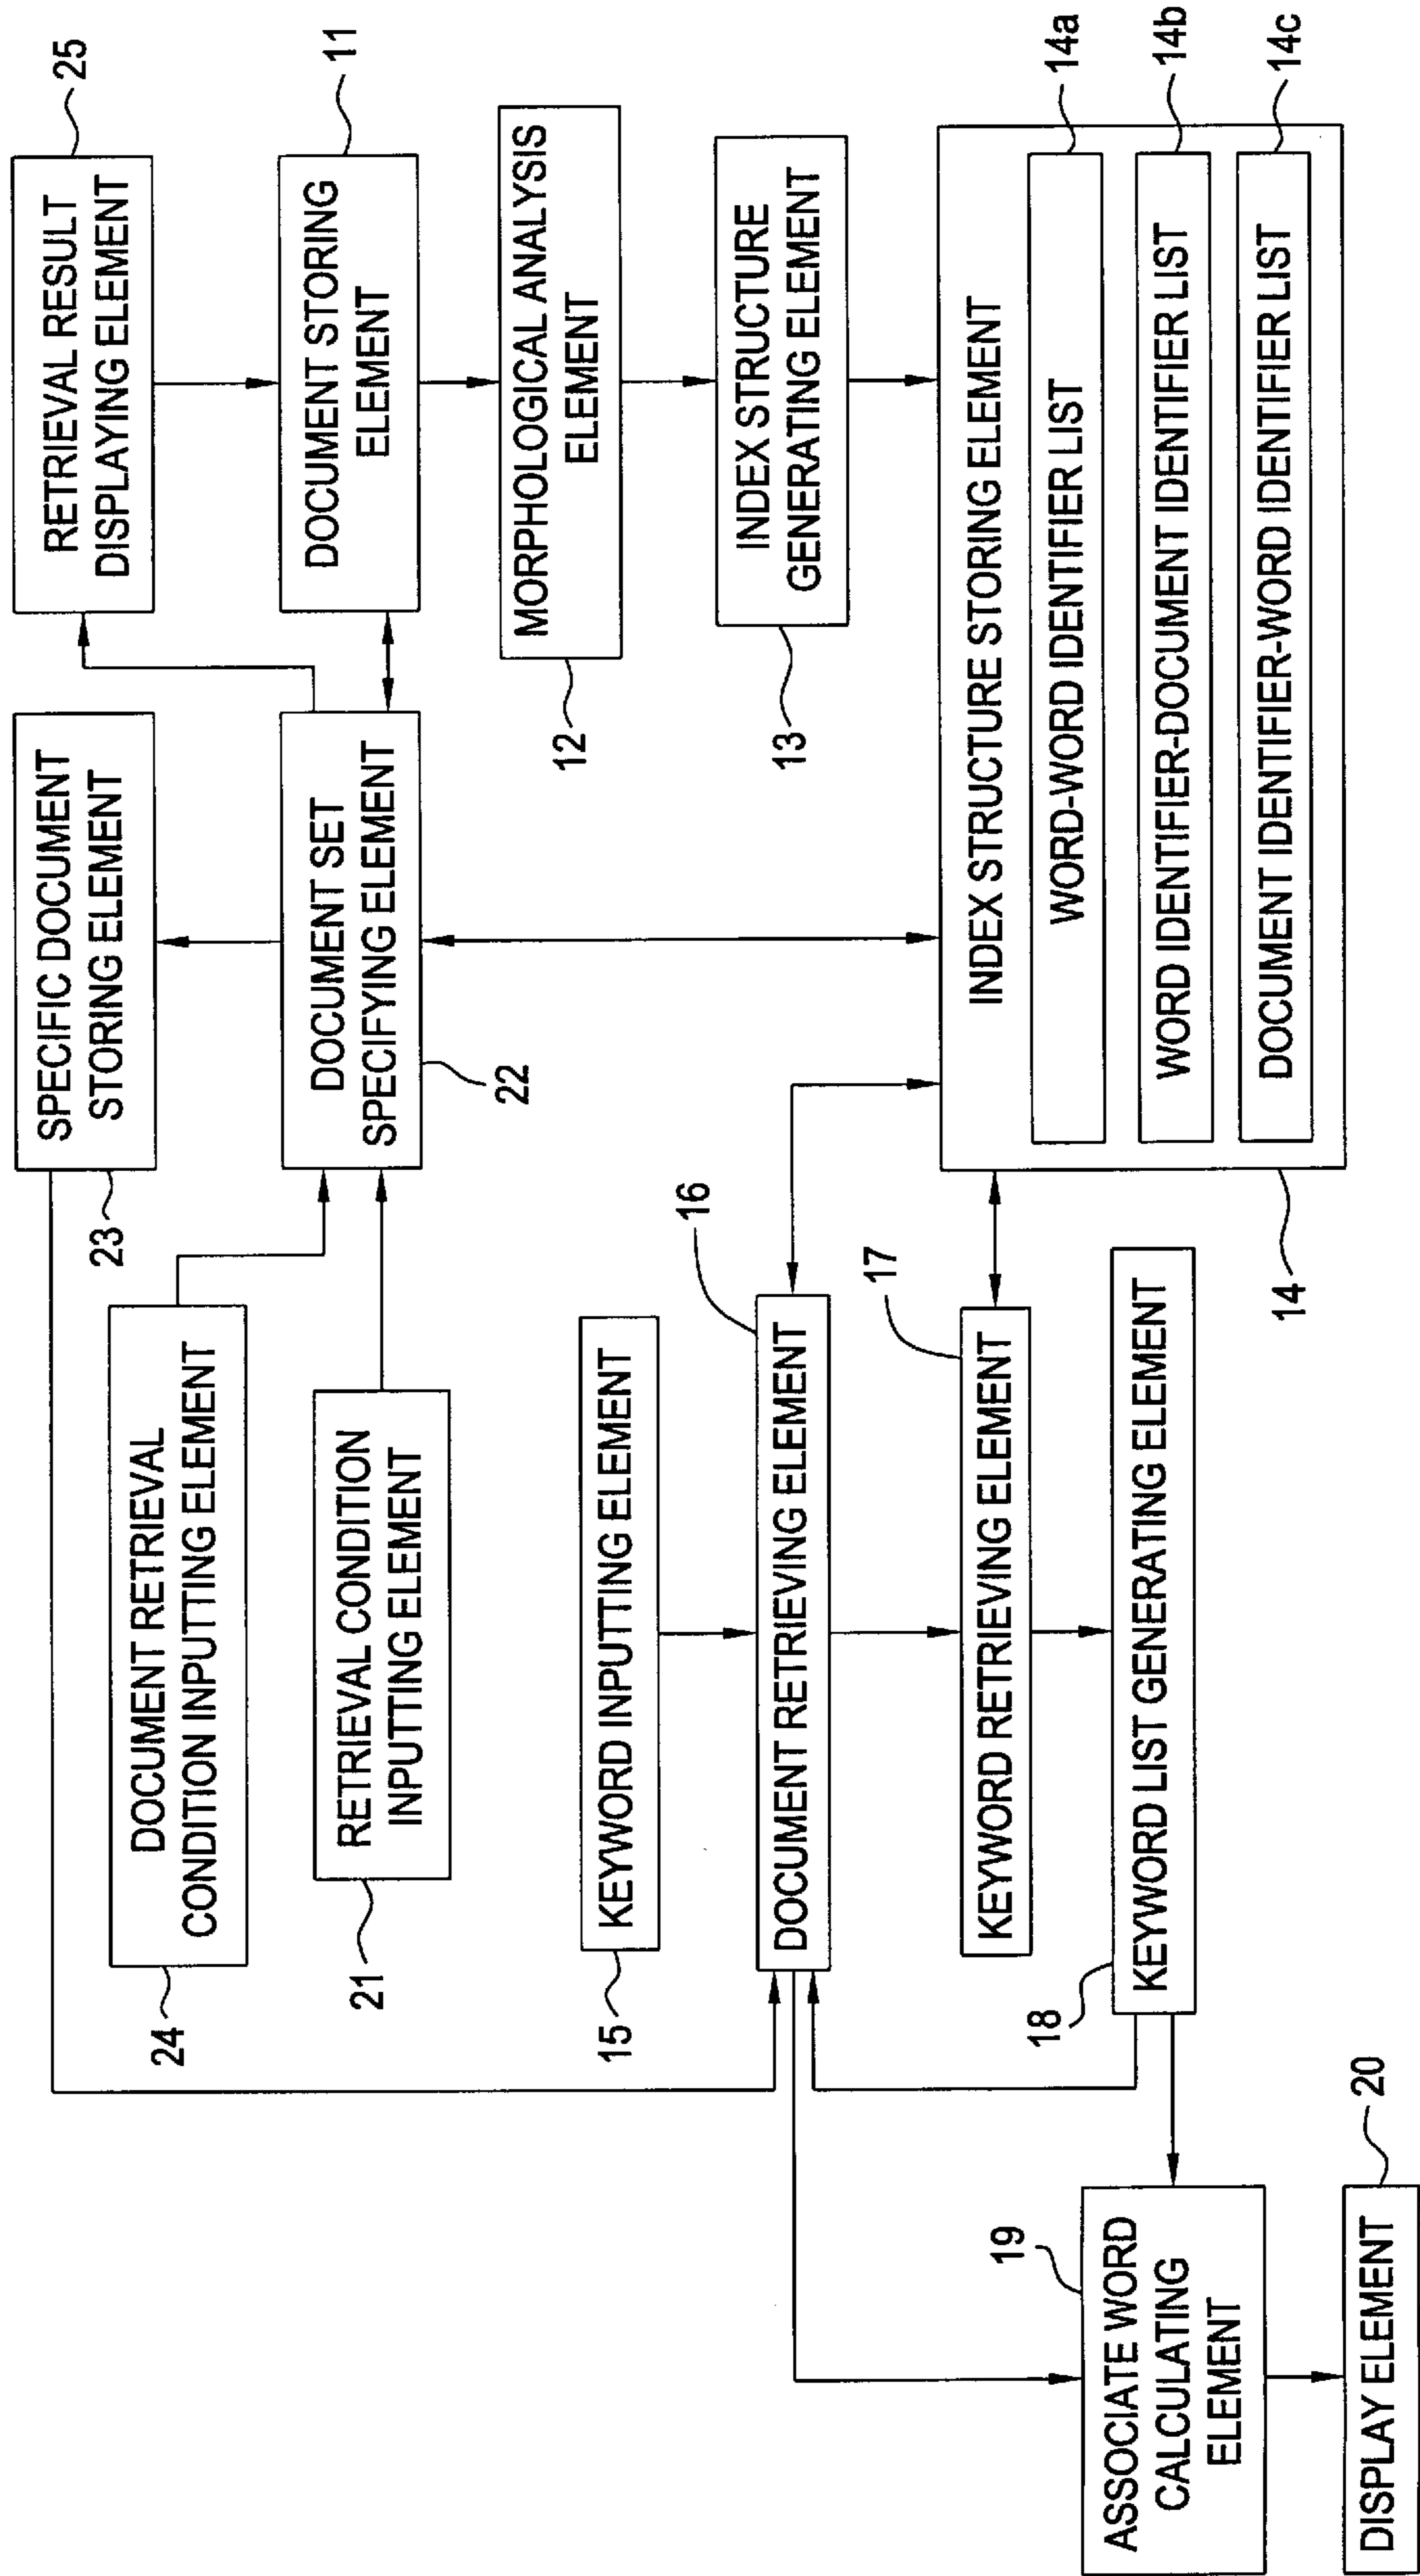 DOCUMENT RETRIEVAL
CONDITION INPUTTING ELEMENT
24
RETRIEVAL CONDITION
INPUTTING ELEMENT
21
SPECIFIC DOCUMENT
STORING ELEMENT
23
DOCUMENT SET
SPECIFYING ELEMENT
22
RETRIEVAL RESULT
DISPLAYING ELEMENT
25
DOCUMENT STORING
ELEMENT
11
MORPHOLOGICAL ANALYSIS
ELEMENT
12
INDEX STRUCTURE
GENERATING ELEMENT
13
KEYWORD INPUTTING ELEMENT
15
DOCUMENT RETRIEVING ELEMENT
16
KEYWORD RETRIEVING ELEMENT
17
KEYWORD LIST GENERATING ELEMENT
18
INDEX STRUCTURE STORING ELEMENT
WORD-WORD IDENTIFIER LIST
14a
WORD IDENTIFIER-DOCUMENT IDENTIFIER LIST
14b
DOCUMENT IDENTIFIER-WORD IDENTIFIER LIST
14c
14
ASSOCIATE WORD
CALCULATING
ELEMENT
19
DISPLAY ELEMENT
20